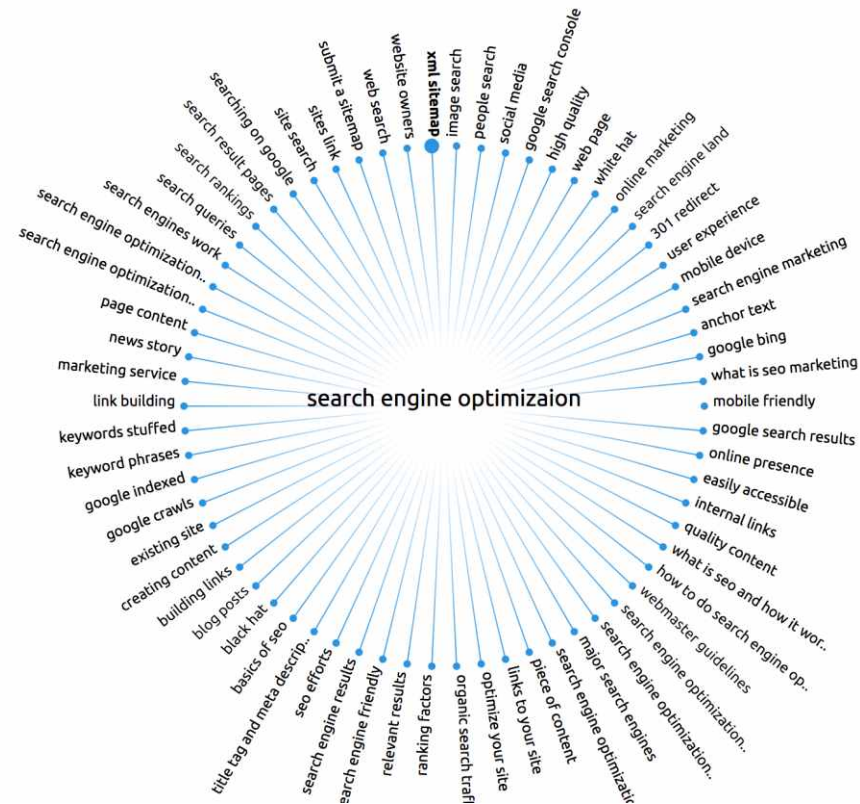 xml sitemap
image search
people search
social media
google search console
high quality
web page
white hat
online marketing
search engine land
301 redirect
user experience
mobile device
search engine marketing
anchor text
google bing
what is seo marketing
mobile friendly
google search results
online presence
easily accessible
internal links
quality content
what is seo and how it wor..
how to do search engine op..
webmaster guidelines
search engine optimization..
search engine optimization..
major search engines
search engine optimizatio
piece of content
links to your site
optimize your site
organic search traff
ranking factors
relevant results
search engine friendly
search engine results
seo efforts
title tag and meta descrip..
basics of seo
black hat
blog posts
building links
creating content
existing site
google crawls
google indexed
keyword phrases
keywords stuffed
link building
marketing service
news story
page content
search engine optimization..
search engine optimization..
search engines work
search queries
search rankings
search result pages
searching on google
site search
sites link
submit a sitemap
web search
website owners
search engine optimizaion